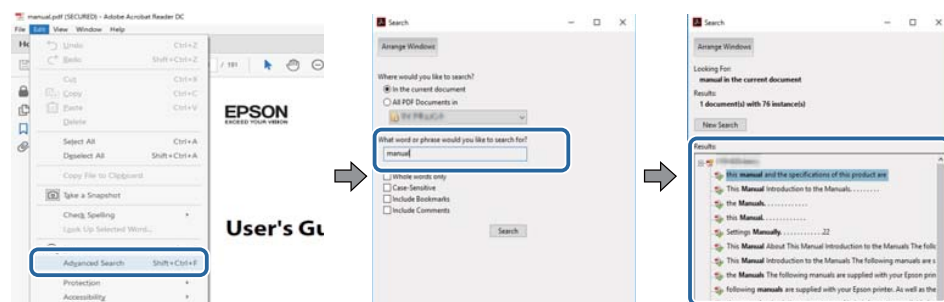 manual.pdf (SECURED) - Adobe Acrobat Reader DC
File Edit View Window Help
Undo Ctrl+Z
Redo Shift+Ctrl+Z
Cut Ctrl+X
Copy Ctrl+C
Paste Ctrl+V
Delete
Select All Ctrl+A
Deselect All Shift+Ctrl+A
Copy File to Clipboard
Take a Snapshot
Check Spelling
Look Up Selected Word...
Advanced Search Shift+Ctrl+F
Protection
Accessibility
/ 191
EPSON
EXCEED YOUR VISION
User's Gu
Search
Arrange Windows
Where would you like to search?
In the current document
All PDF Documents in
What word or phrase would you like to search for?
manual
Whole words only
Case-Sensitive
Include Bookmarks
Include Comments
Search
Search
Arrange Windows
Looking For:
manual in the current document
Results:
1 document(s) with 76 instance(s)
New Search
Results:
this manual and the specifications of this product are
This Manual Introduction to the Manuals. . . . . . . . .
the Manuals. . . . . . . . . . . . .
this Manual. . . . . . . . . . . . .
Settings Manually. . . . . . . . . . . . .22
This Manual About This Manual Introduction to the Manuals The follo
This Manual Introduction to the Manuals The following manuals are s
the Manuals The following manuals are supplied with your Epson prin
following manuals are supplied with your Epson printer. As well as the